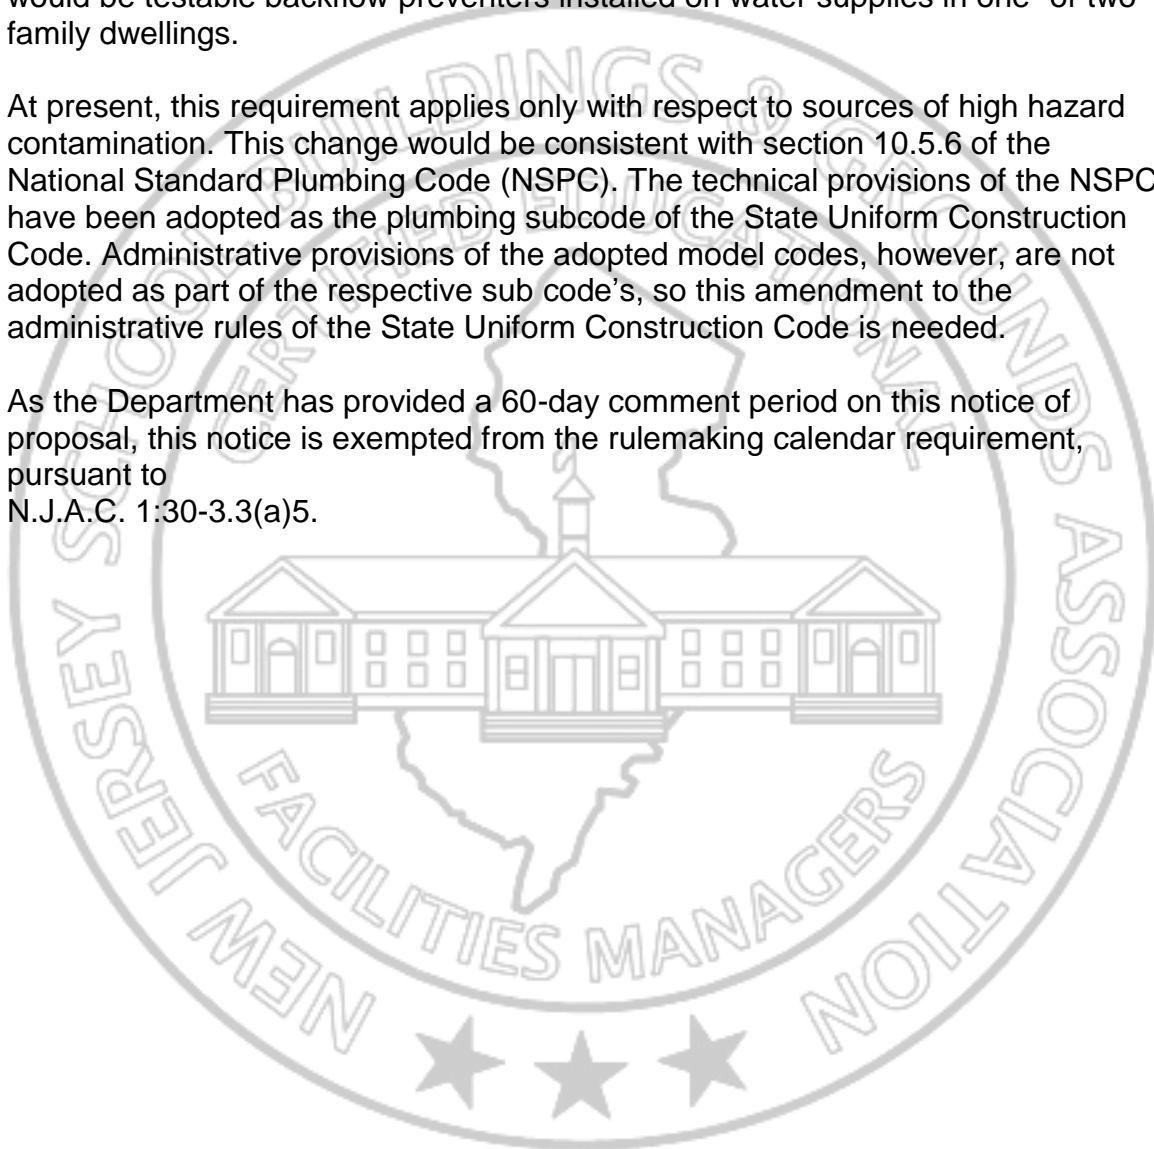 would be testable backflow preventers installed on water supplies in one- or two-
family dwellings.
At present, this requirement applies only with respect to sources of high hazard
contamination. This change would be consistent with section 10.5.6 of the
National Standard Plumbing Code (NSPC). The technical provisions of the NSPC
have been adopted as the plumbing subcode of the State Uniform Construction
Code. Administrative provisions of the adopted model codes, however, are not
adopted as part of the respective sub code's, so this amendment to the
administrative rules of the State Uniform Construction Code is needed.
As the Department has provided a 60-day comment period on this notice of
proposal, this notice is exempted from the rulemaking calendar requirement,
pursuant to
N.J.A.C. 1:30-3.3(a)5.
NEW JERSEY SCHOOL BUILDINGS & GROUNDS ASSOCIATION
CERTIFIED EDUCATIONAL
FACILITIES MANAGERS